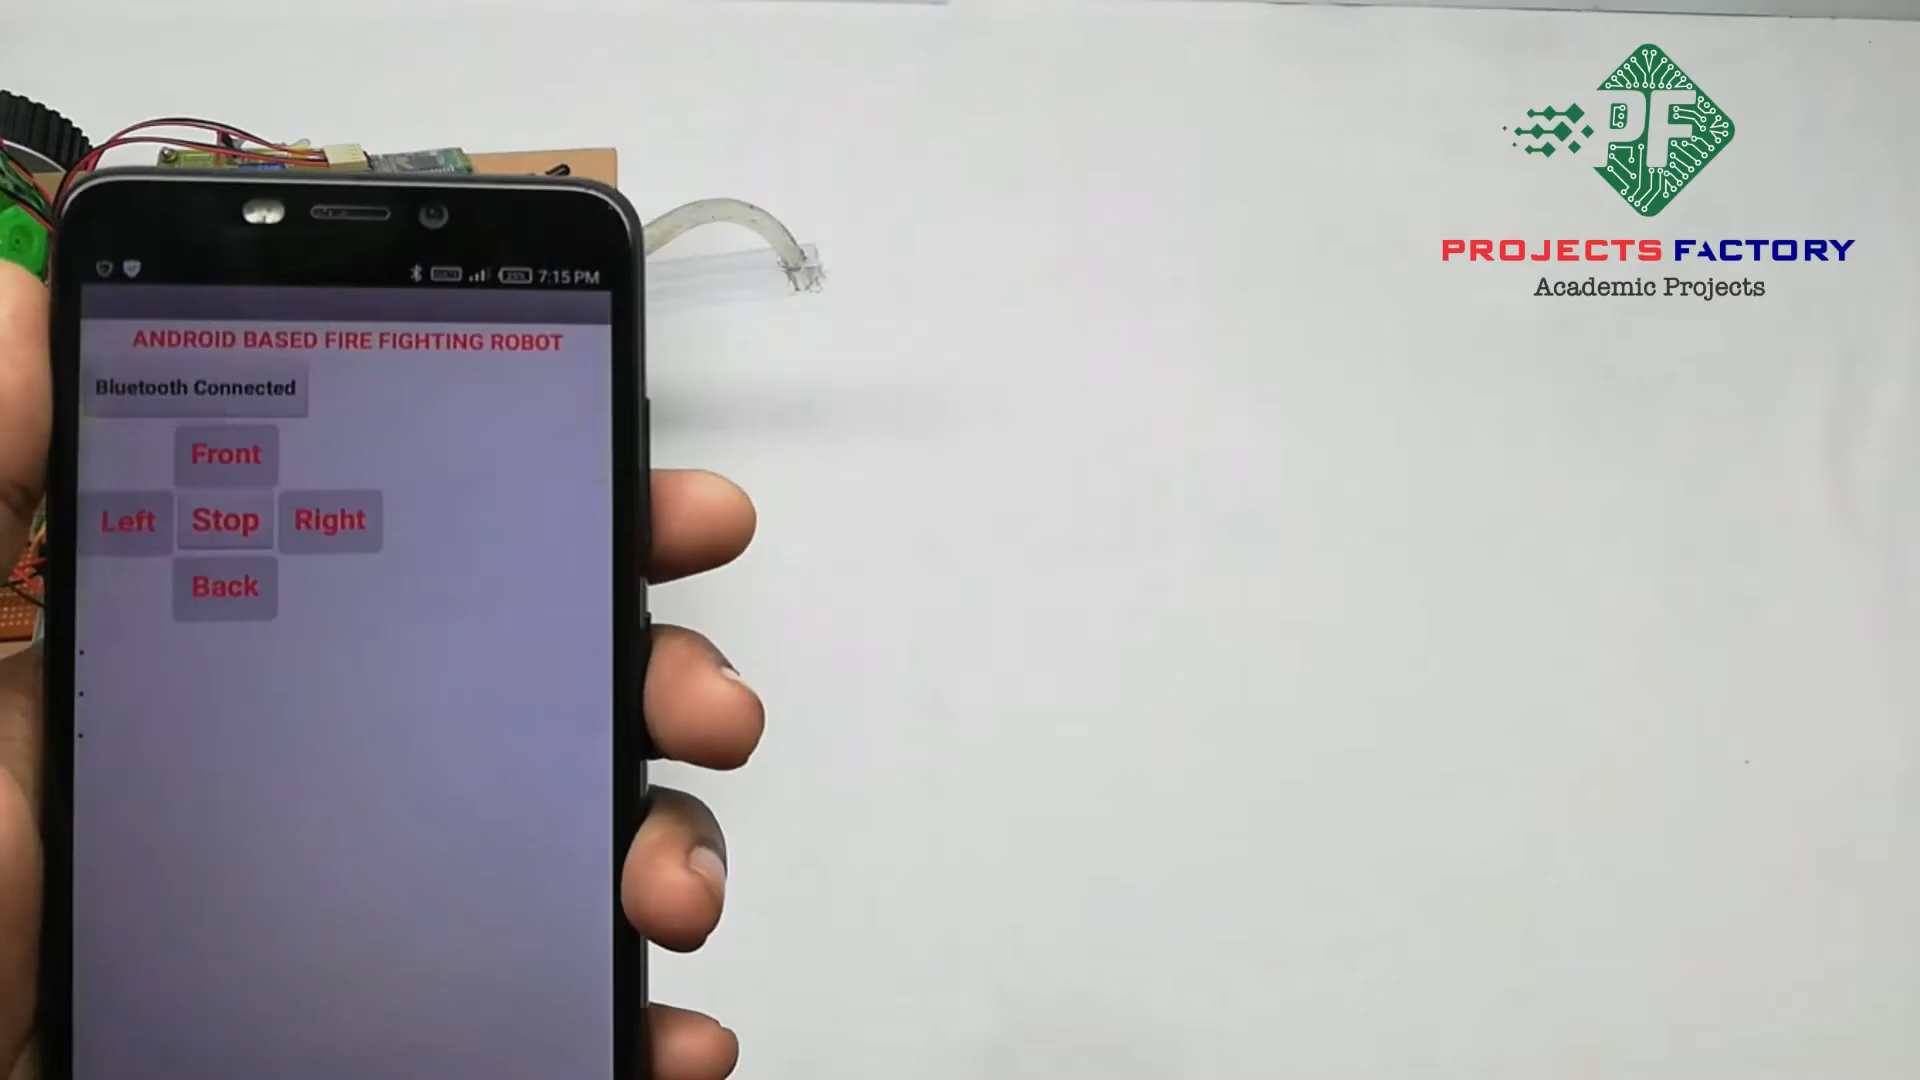 PF
PROJECTS FACTORY
Academic Projects
7:15 PM
ANDROID BASED FIRE FIGHTING ROBOT
Bluetooth Connected
Front
Left Stop Right
Back